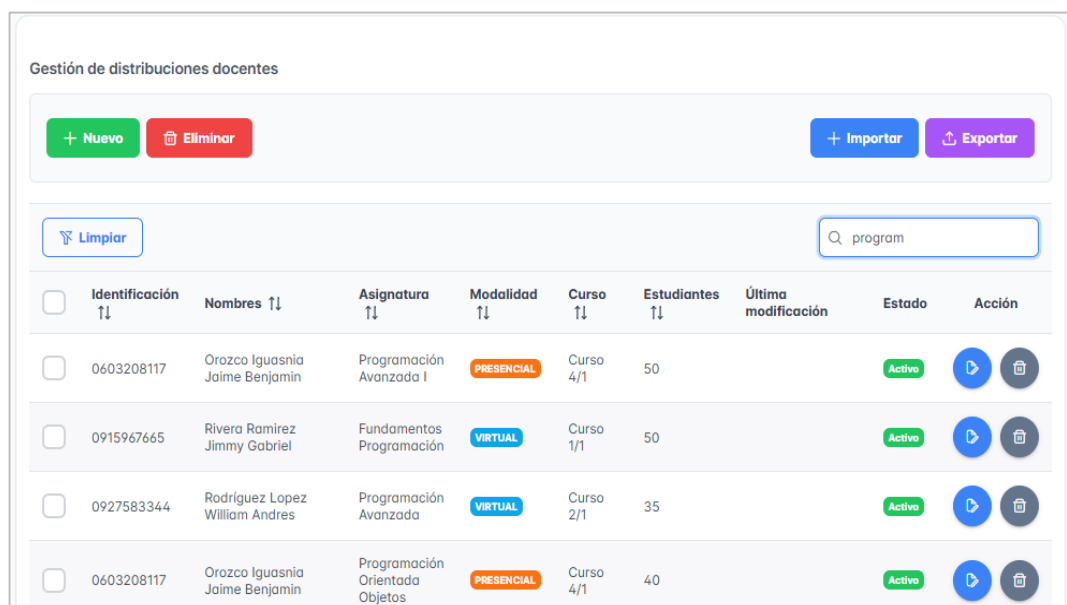 Gestión de distribuciones docentes
Nuevo Eliminar Importar Exportar
Limpiar program
Identificación Nombres Asignatura Modalidad Curso Estudiantes Última modificación Estado Acción
0603208117 Orozco Iguasnia Jaime Benjamin Programación Avanzada I PRESENCIAL Curso 4/1 50 Activo
0915967665 Rivera Ramirez Jimmy Gabriel Fundamentos Programación VIRTUAL Curso 1/1 50 Activo
0927583344 Rodríguez Lopez William Andres Programación Avanzada VIRTUAL Curso 2/1 35 Activo
0603208117 Orozco Iguasnia Jaime Benjamin Programación Orientada Objetos PRESENCIAL Curso 4/1 40 Activo